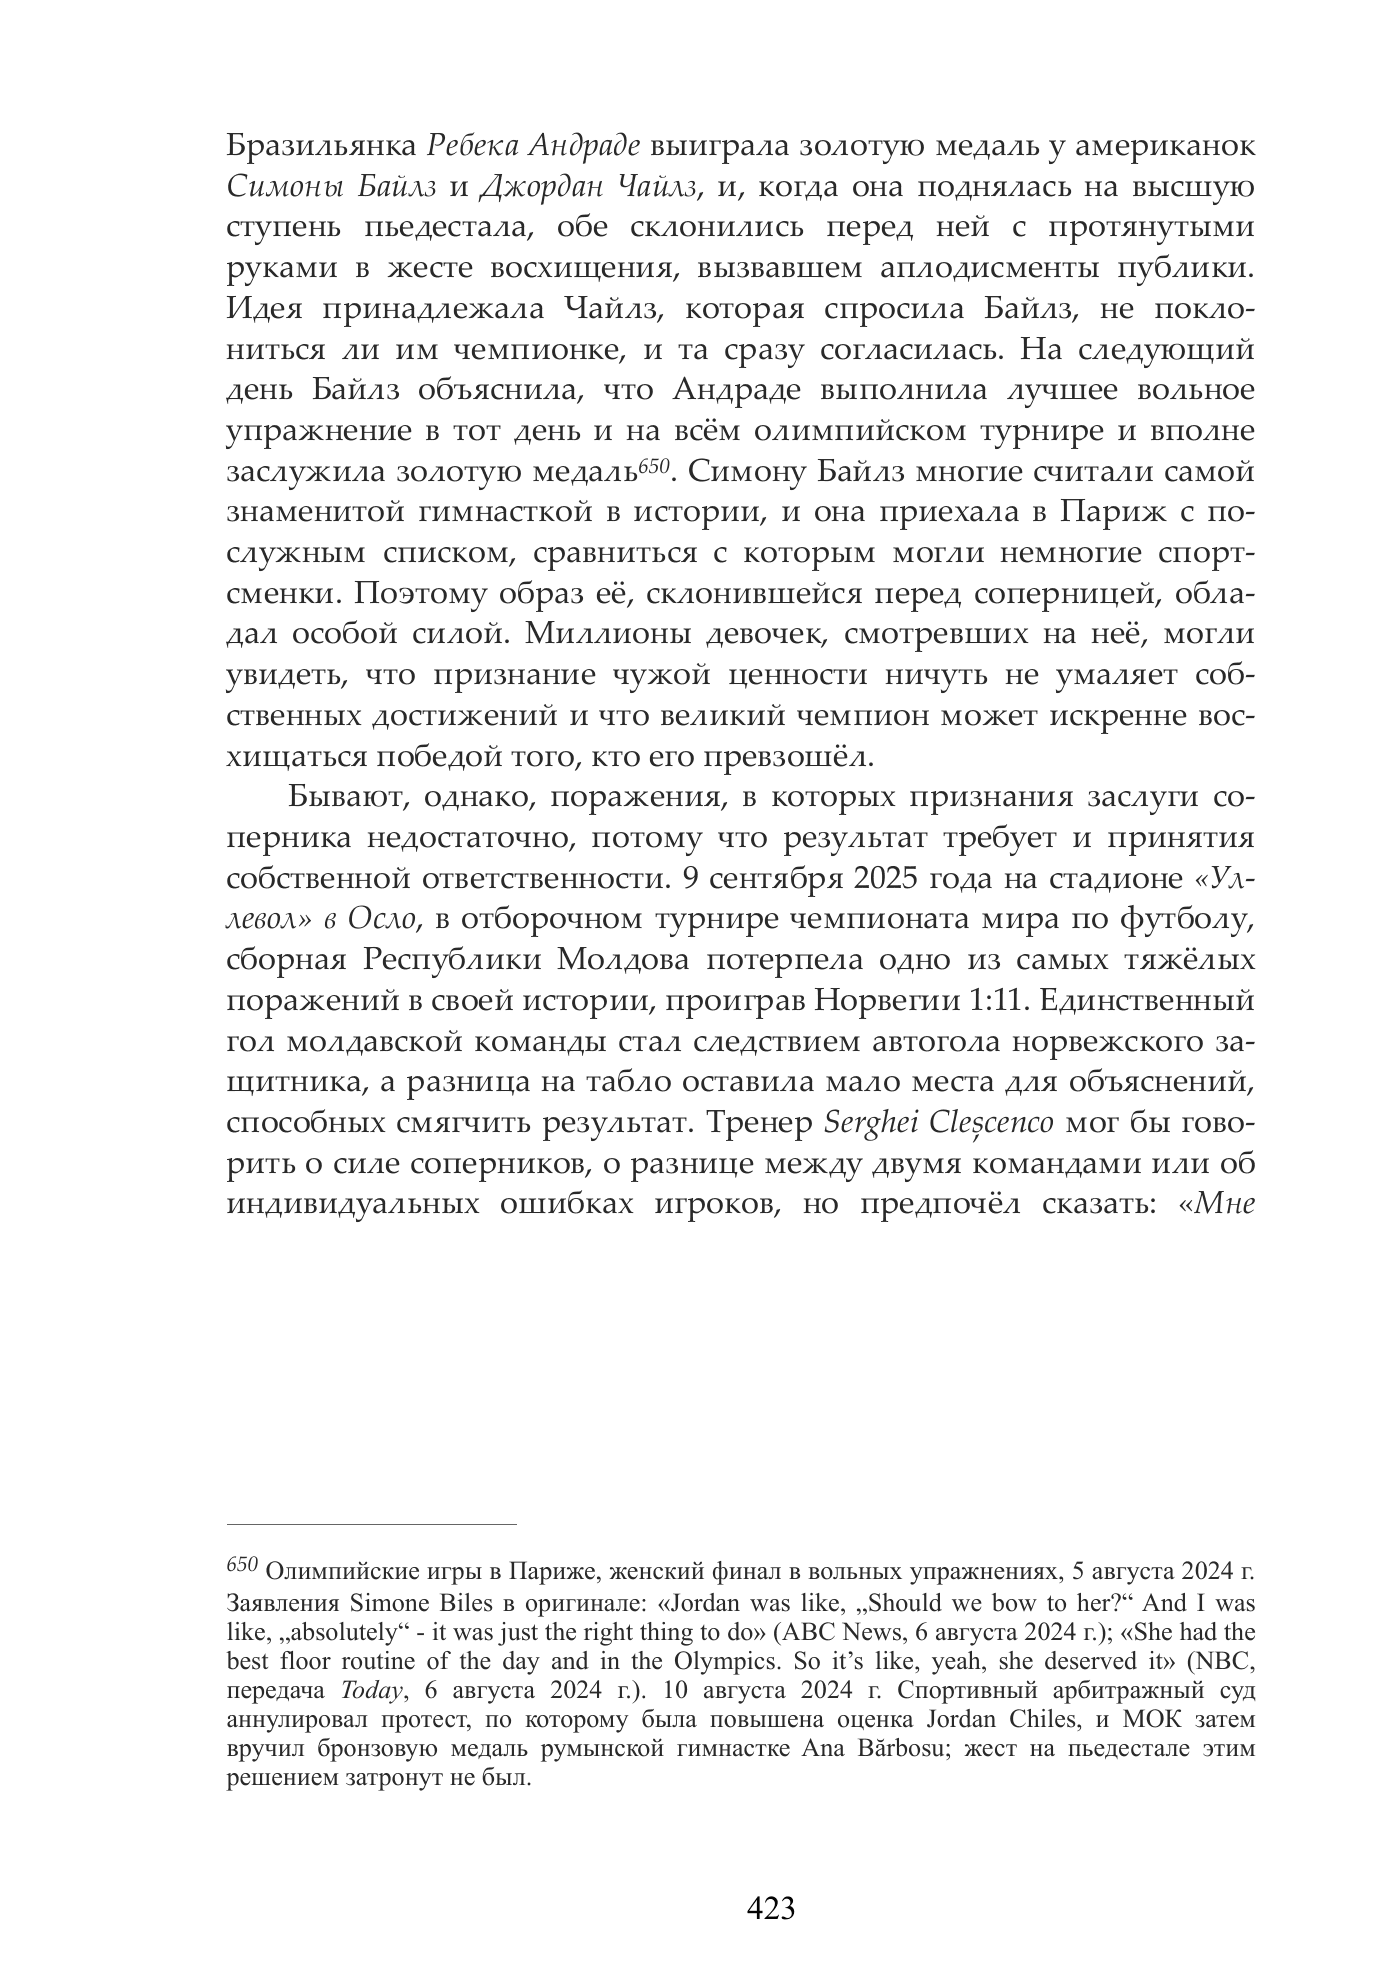 Бразильянка Ребека Андраде выиграла золотую медаль у американок
Симоны Байлз и Джордан Чайлз, и, когда она поднялась на высшую
ступень пьедестала, обе склонились перед ней с протянутыми
руками в жесте восхищения, вызвавшем аплодисменты публики.
Идея принадлежала Чайлз, которая спросила Байлз, не покло-
ниться ли им чемпионке, и та сразу согласилась. На следующий
день Байлз объяснила, что Андраде выполнила лучшее вольное
упражнение в тот день и на всём олимпийском турнире и вполне
заслужила золотую медаль650. Симону Байлз многие считали самой
знаменитой гимнасткой в истории, и она приехала в Париж с по-
служным списком, сравниться с которым могли немногие спорт-
сменки. Поэтому образ её, склонившейся перед соперницей, обла-
дал особой силой. Миллионы девочек, смотревших на неё, могли
увидеть, что признание чужой ценности ничуть не умаляет соб-
ственных достижений и что великий чемпион может искренне вос-
хищаться победой того, кто его превзошёл.
Бывают, однако, поражения, в которых признания заслуги со-
перника недостаточно, потому что результат требует и принятия
собственной ответственности. 9 сентября 2025 года на стадионе «Ул-
левол» в Осло, в отборочном турнире чемпионата мира по футболу,
сборная Республики Молдова потерпела одно из самых тяжёлых
поражений в своей истории, проиграв Норвегии 1:11. Единственный
гол молдавской команды стал следствием автогола норвежского за-
щитника, а разница на табло оставила мало места для объяснений,
способных смягчить результат. Тренер Serghei Cleșcenco мог бы гово-
рить о силе соперников, о разнице между двумя командами или об
индивидуальных ошибках игроков, но предпочёл сказать: «Мне
650 Олимпийские игры в Париже, женский финал в вольных упражнениях, 5 августа 2024 г.
Заявления Simone Biles в оригинале: «Jordan was like, „Should we bow to her?“ And I was
like, „absolutely“ - it was just the right thing to do» (ABC News, 6 августа 2024 г.); «She had the
best floor routine of the day and in the Olympics. So it’s like, yeah, she deserved it» (NBC,
передача Today, 6 августа 2024 г.). 10 августа 2024 г. Спортивный арбитражный суд
аннулировал протест, по которому была повышена оценка Jordan Chiles, и МОК затем
вручил бронзовую медаль румынской гимнастке Ana Bărbosu; жест на пьедестале этим
решением затронут не был.
423